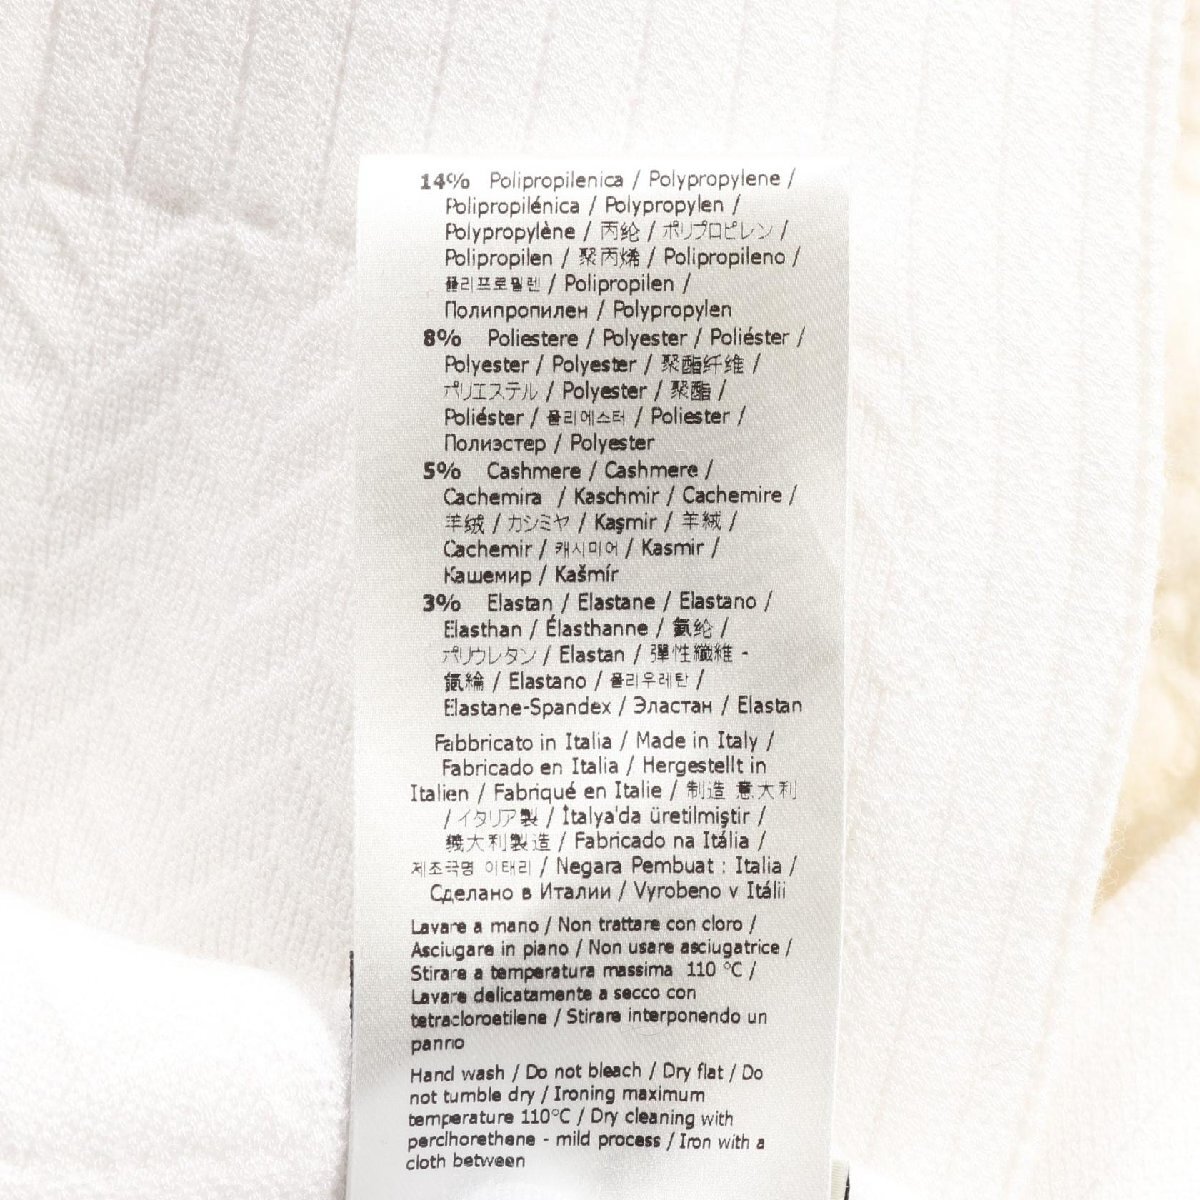 14% Polipropilenica / Polypropylene /
Polipropilénica / Polypropylen /
Polypropylène / 丙纶 / ポリプロピレン /
Polipropilen / 聚丙烯 / Polipropileno /
폴리프로필렌 / Polipropilen /
Полипропилен / Polypropylen
8% Poliestere / Polyester / Poliéster /
Polyester / Polyester / 聚酯纤维 /
ポリエステル / Polyester / 聚酯 /
Poliéster / 폴리에스터 / Poliester /
Полиэстер / Polyester
5% Cashmere / Cashmere /
Cachemira / Kaschmir / Cachemire /
羊绒 / カシミヤ / Kaşmir / 羊絨 /
Cachemir / 캐시미어 / Kasmir /
Кашемир / Kašmír
3% Elastan / Elastane / Elastano /
Elasthan / Élasthanne / 氨纶 /
ポリウレタン / Elastan / 彈性纖維 -
氨綸 / Elastano / 폴리우레탄 /
Elastane-Spandex / Эластан / Elastan
Fabbricato in Italia / Made in Italy /
Fabricado en Italia / Hergestellt in
Italien / Fabriqué en Italie / 制造 意大利
/ イタリア製 / İtalya'da üretilmiştir /
義大利製造 / Fabricado na Itália /
제조국명 이태리 / Negara Pembuat : Italia /
Сделано в Италии / Vyrobeno v Itálii
Lavare a mano / Non trattare con cloro /
Asciugare in piano / Non usare asciugatrice /
Stirare a temperatura massima 110 °C /
Lavare delicatamente a secco con
tetracloroetilene / Stirare interponendo un
panno
Hand wash / Do not bleach / Dry flat / Do
not tumble dry / Ironing maximum
temperature 110°C / Dry cleaning with
perclhorethene - mild process / Iron with a
cloth between